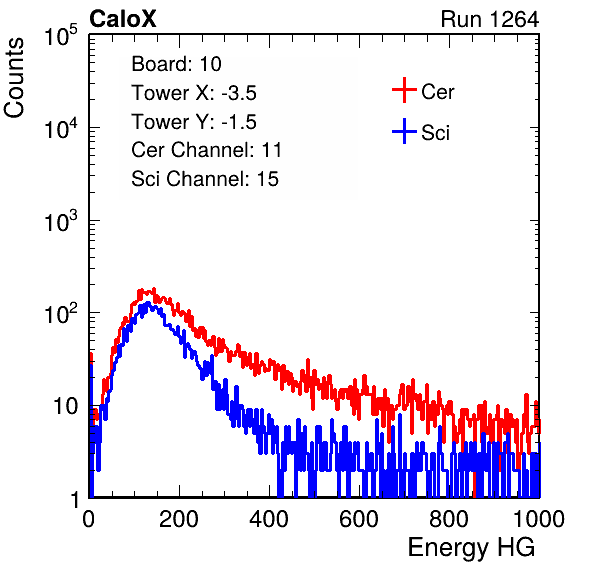 CaloX Run 1264
Counts
Board: 10
Tower X: -3.5
Tower Y: -1.5
Cer Channel: 11
Sci Channel: 15
Cer
Sci
10^5
10^4
10^3
10^2
10
1
0 200 400 600 800 1000
Energy HG